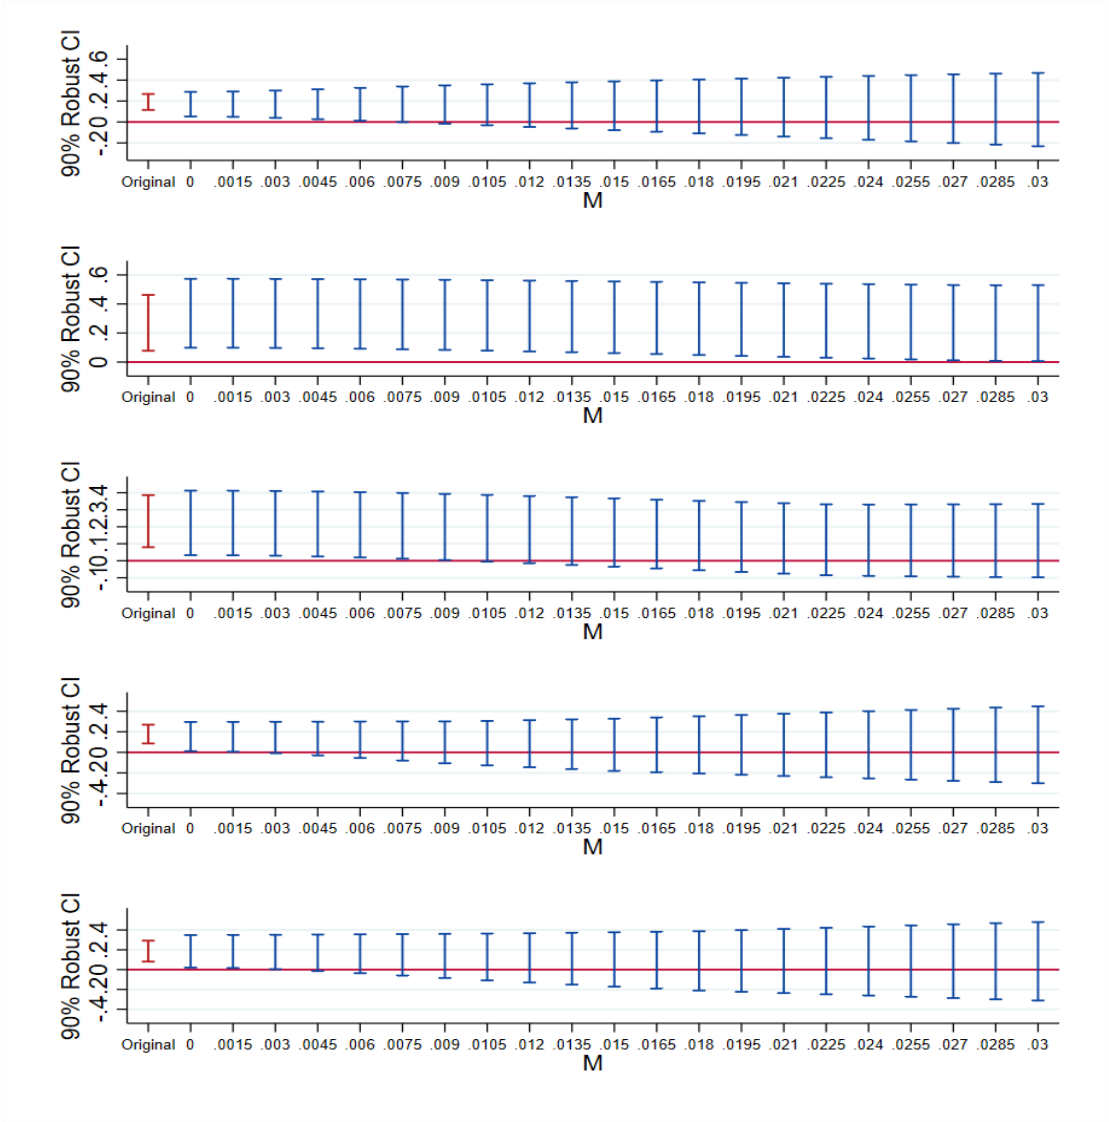 90% Robust CI
-.2 0 .2 .4 .6
Original 0 .0015 .003 .0045 .006 .0075 .009 .0105 .012 .0135 .015 .0165 .018 .0195 .021 .0225 .024 .0255 .027 .0285 .03
M
90% Robust CI
0 .2 .4 .6
Original 0 .0015 .003 .0045 .006 .0075 .009 .0105 .012 .0135 .015 .0165 .018 .0195 .021 .0225 .024 .0255 .027 .0285 .03
M
90% Robust CI
-.1 0 .1 .2 .3 .4
Original 0 .0015 .003 .0045 .006 .0075 .009 .0105 .012 .0135 .015 .0165 .018 .0195 .021 .0225 .024 .0255 .027 .0285 .03
M
90% Robust CI
-.4 -.2 0 .2 .4
Original 0 .0015 .003 .0045 .006 .0075 .009 .0105 .012 .0135 .015 .0165 .018 .0195 .021 .0225 .024 .0255 .027 .0285 .03
M
90% Robust CI
-.4 -.2 0 .2 .4
Original 0 .0015 .003 .0045 .006 .0075 .009 .0105 .012 .0135 .015 .0165 .018 .0195 .021 .0225 .024 .0255 .027 .0285 .03
M